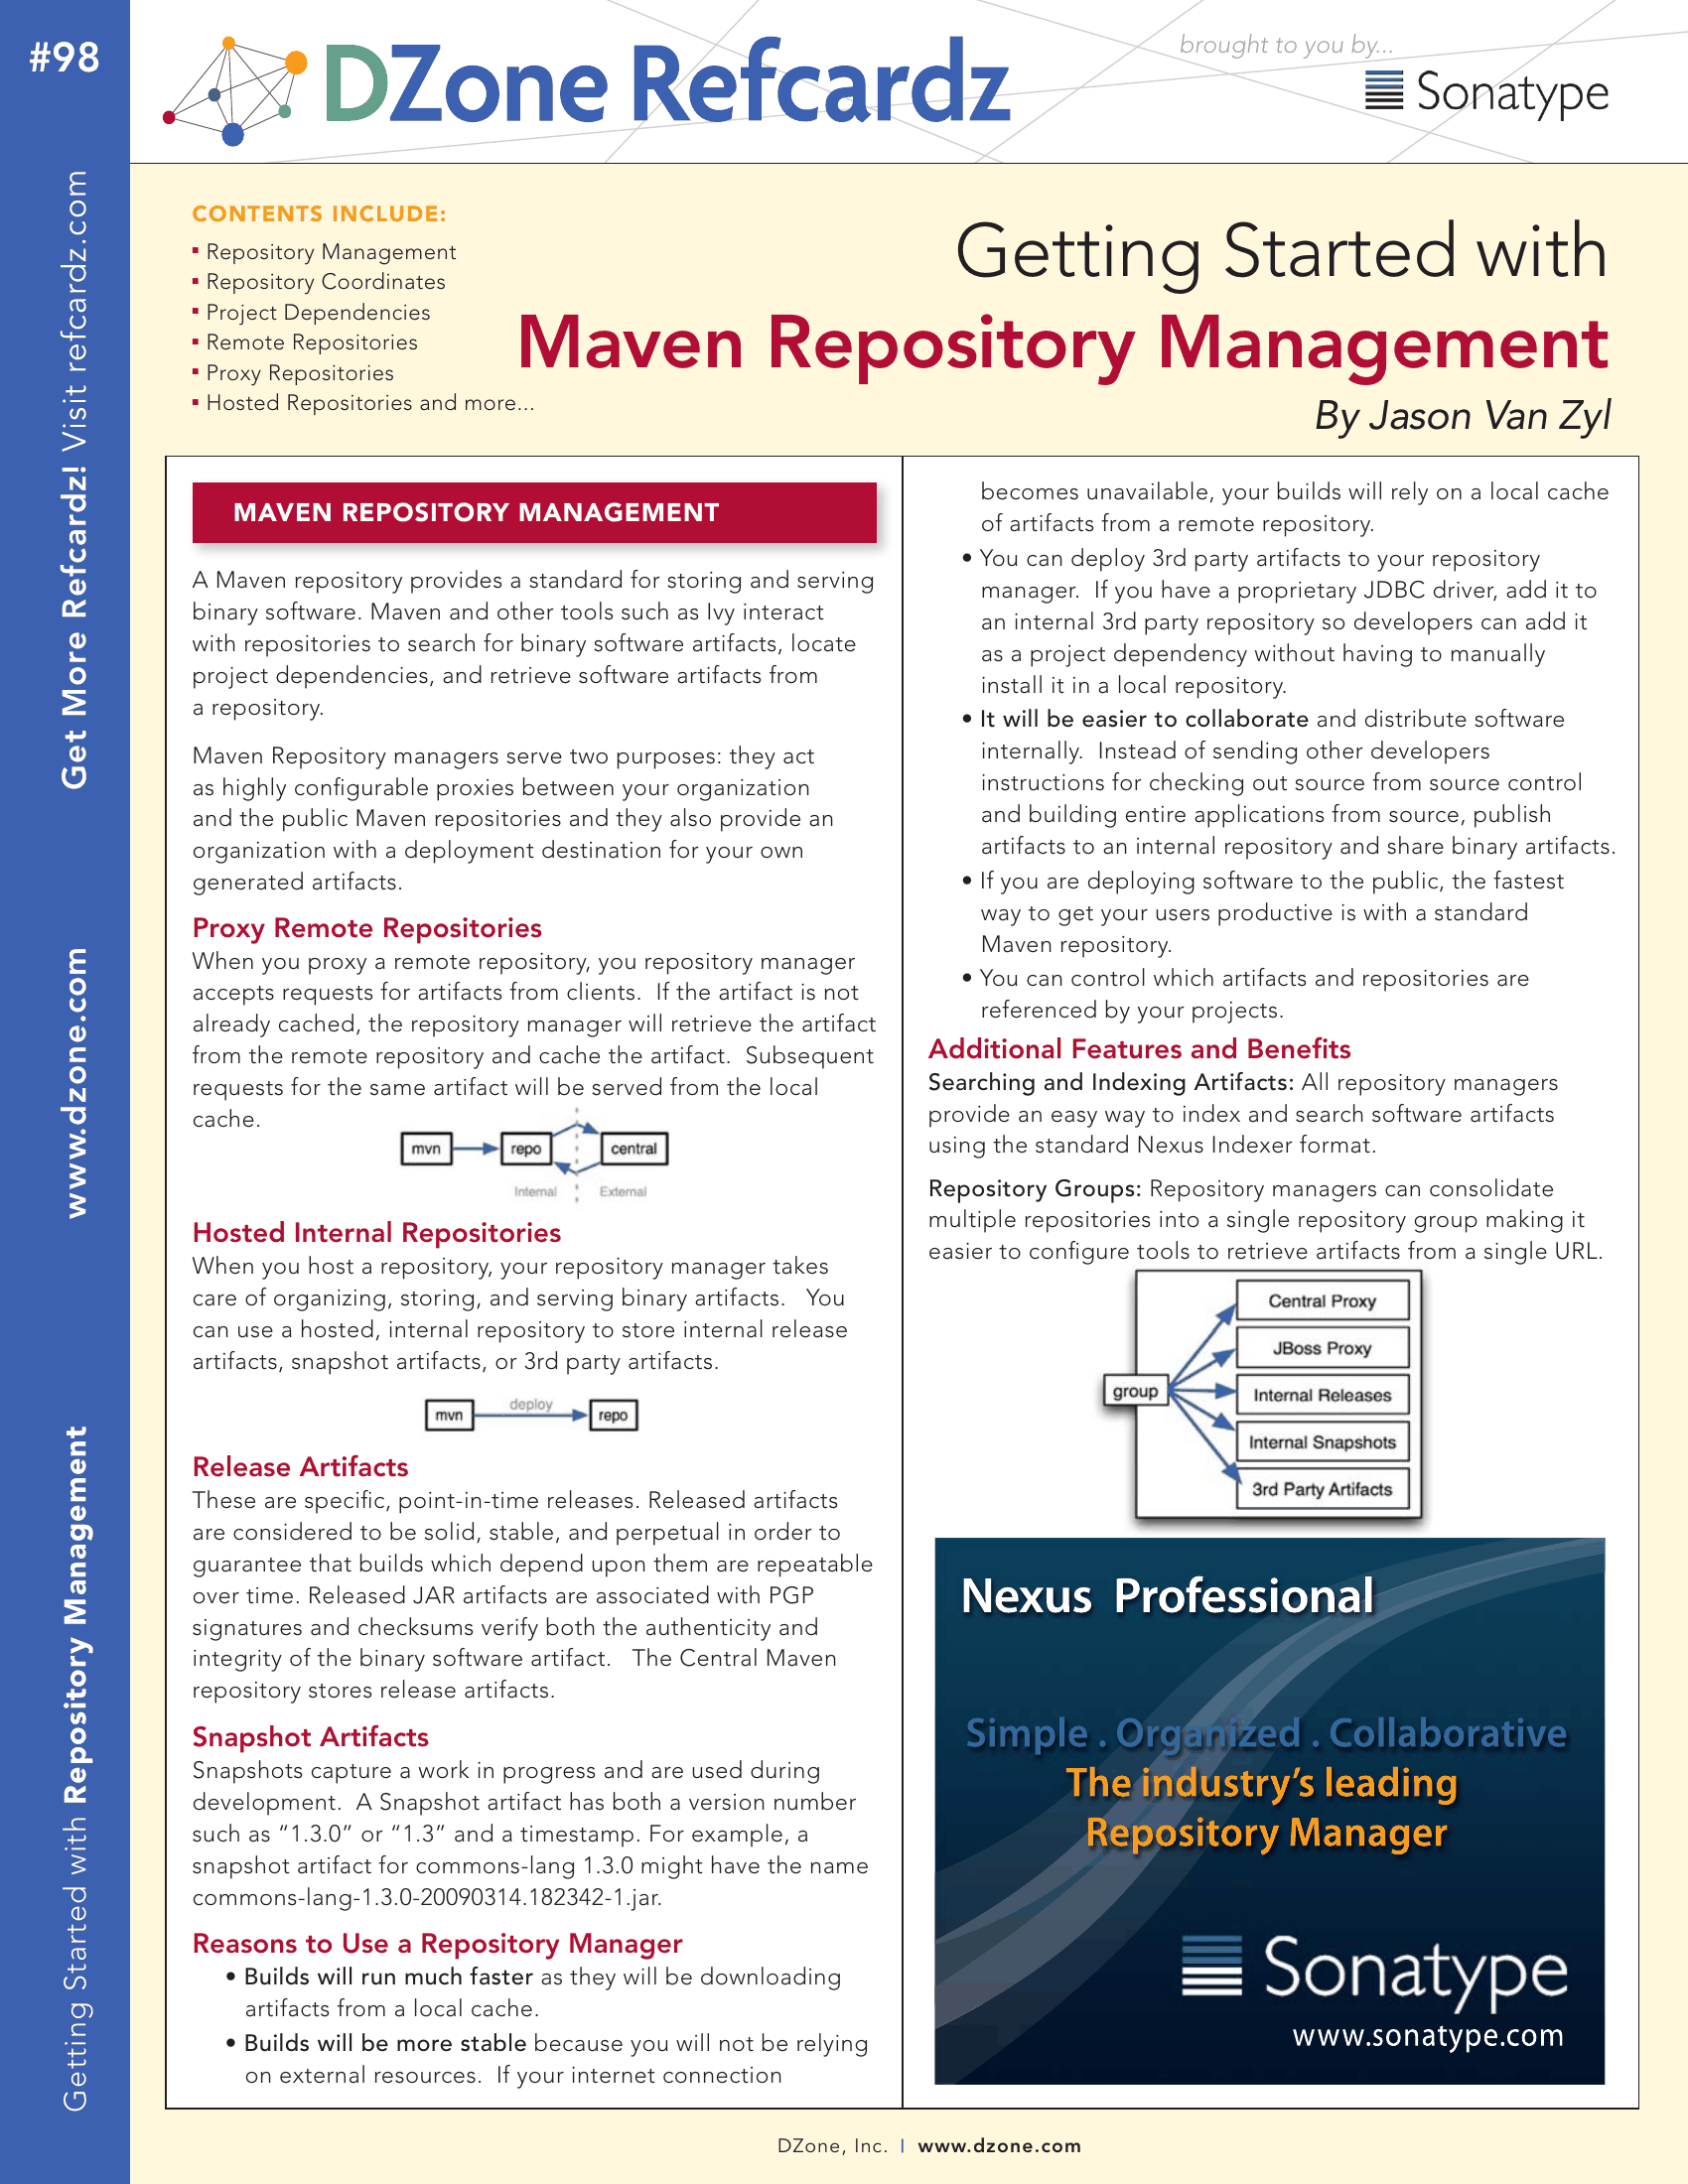 #98
DZone Refcardz
brought to you by...
Sonatype
Get More Refcardz! Visit refcardz.com
www.dzone.com
Getting Started with Repository Management
CONTENTS INCLUDE:
▪ Repository Management
▪ Repository Coordinates
▪ Project Dependencies
▪ Remote Repositories
▪ Proxy Repositories
▪ Hosted Repositories and more...
Getting Started with
Maven Repository Management
By Jason Van Zyl
MAVEN REPOSITORY MANAGEMENT
A Maven repository provides a standard for storing and serving
binary software. Maven and other tools such as Ivy interact
with repositories to search for binary software artifacts, locate
project dependencies, and retrieve software artifacts from
a repository.
Maven Repository managers serve two purposes: they act
as highly configurable proxies between your organization
and the public Maven repositories and they also provide an
organization with a deployment destination for your own
generated artifacts.
Proxy Remote Repositories
When you proxy a remote repository, you repository manager
accepts requests for artifacts from clients.  If the artifact is not
already cached, the repository manager will retrieve the artifact
from the remote repository and cache the artifact.  Subsequent
requests for the same artifact will be served from the local
cache.
mvn repo central
Internal External
Hosted Internal Repositories
When you host a repository, your repository manager takes
care of organizing, storing, and serving binary artifacts.   You
can use a hosted, internal repository to store internal release
artifacts, snapshot artifacts, or 3rd party artifacts.
mvn deploy repo
Release Artifacts
These are specific, point-in-time releases. Released artifacts
are considered to be solid, stable, and perpetual in order to
guarantee that builds which depend upon them are repeatable
over time. Released JAR artifacts are associated with PGP
signatures and checksums verify both the authenticity and
integrity of the binary software artifact.   The Central Maven
repository stores release artifacts.
Snapshot Artifacts
Snapshots capture a work in progress and are used during
development.  A Snapshot artifact has both a version number
such as “1.3.0” or “1.3” and a timestamp. For example, a
snapshot artifact for commons-lang 1.3.0 might have the name
commons-lang-1.3.0-20090314.182342-1.jar.
Reasons to Use a Repository Manager
• Builds will run much faster as they will be downloading
artifacts from a local cache.
• Builds will be more stable because you will not be relying
on external resources.  If your internet connection
becomes unavailable, your builds will rely on a local cache
of artifacts from a remote repository.
• You can deploy 3rd party artifacts to your repository
manager.  If you have a proprietary JDBC driver, add it to
an internal 3rd party repository so developers can add it
as a project dependency without having to manually
install it in a local repository.
• It will be easier to collaborate and distribute software
internally.  Instead of sending other developers
instructions for checking out source from source control
and building entire applications from source, publish
artifacts to an internal repository and share binary artifacts.
• If you are deploying software to the public, the fastest
way to get your users productive is with a standard
Maven repository.
• You can control which artifacts and repositories are
referenced by your projects.
Additional Features and Benefits
Searching and Indexing Artifacts: All repository managers
provide an easy way to index and search software artifacts
using the standard Nexus Indexer format.
Repository Groups: Repository managers can consolidate
multiple repositories into a single repository group making it
easier to configure tools to retrieve artifacts from a single URL.
group
Central Proxy
JBoss Proxy
Internal Releases
Internal Snapshots
3rd Party Artifacts
Nexus Professional
Simple . Organized . Collaborative
The industry’s leading
Repository Manager
Sonatype
www.sonatype.com
DZone, Inc. | www.dzone.com